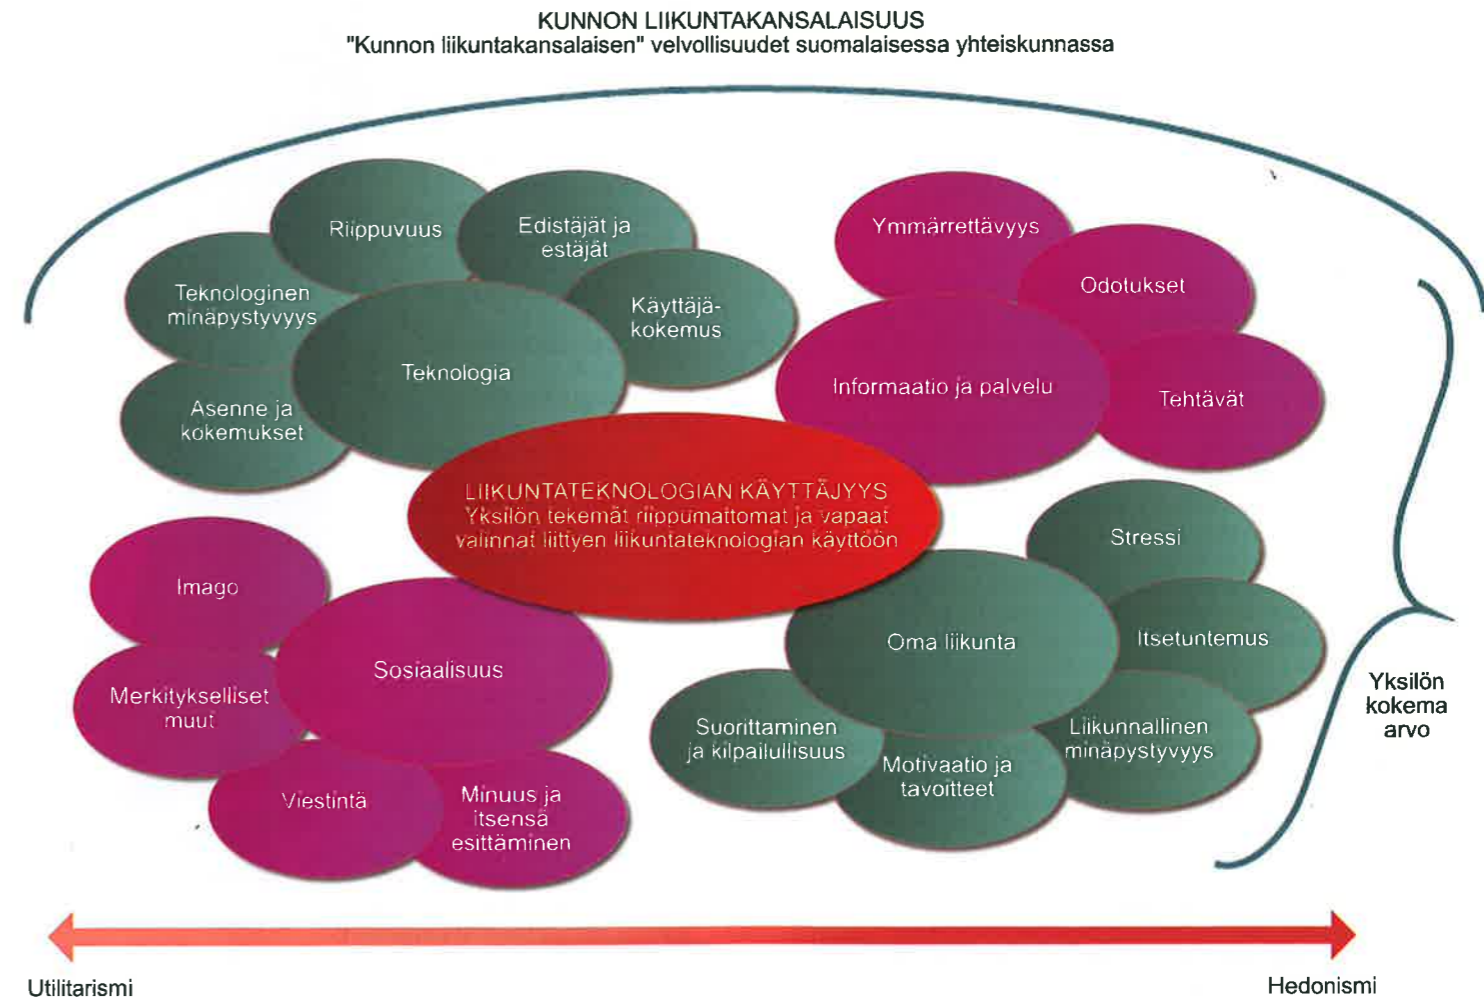 KUNNON LIIKUNTAKANSALAISUUS
"Kunnon liikuntakansalaisen" velvollisuudet suomalaisessa yhteiskunnassa
Riippuvuus
Edistäjät ja
estäjät
Teknologinen
minäpystyvyys
Käyttäjä-
kokemus
Teknologia
Asenne ja
kokemukset
Ymmärrettävyys
Odotukset
Informaatio ja palvelu
Tehtävät
LIIKUNTATEKNOLOGIAN KÄYTTÄJYYS
Yksilön tekemät riippumattomat ja vapaat
valinnat liittyen liikuntateknologian käyttöön
Imago
Sosiaalisuus
Merkitykselliset
muut
Viestintä
Minuus ja
itsensä
esittäminen
Stressi
Oma liikunta
Itsetuntemus
Suorittaminen
ja kilpailullisuus
Motivaatio ja
tavoitteet
Liikunnallinen
minäpystyvyys
Yksilön
kokema
arvo
Utilitarismi
Hedonismi